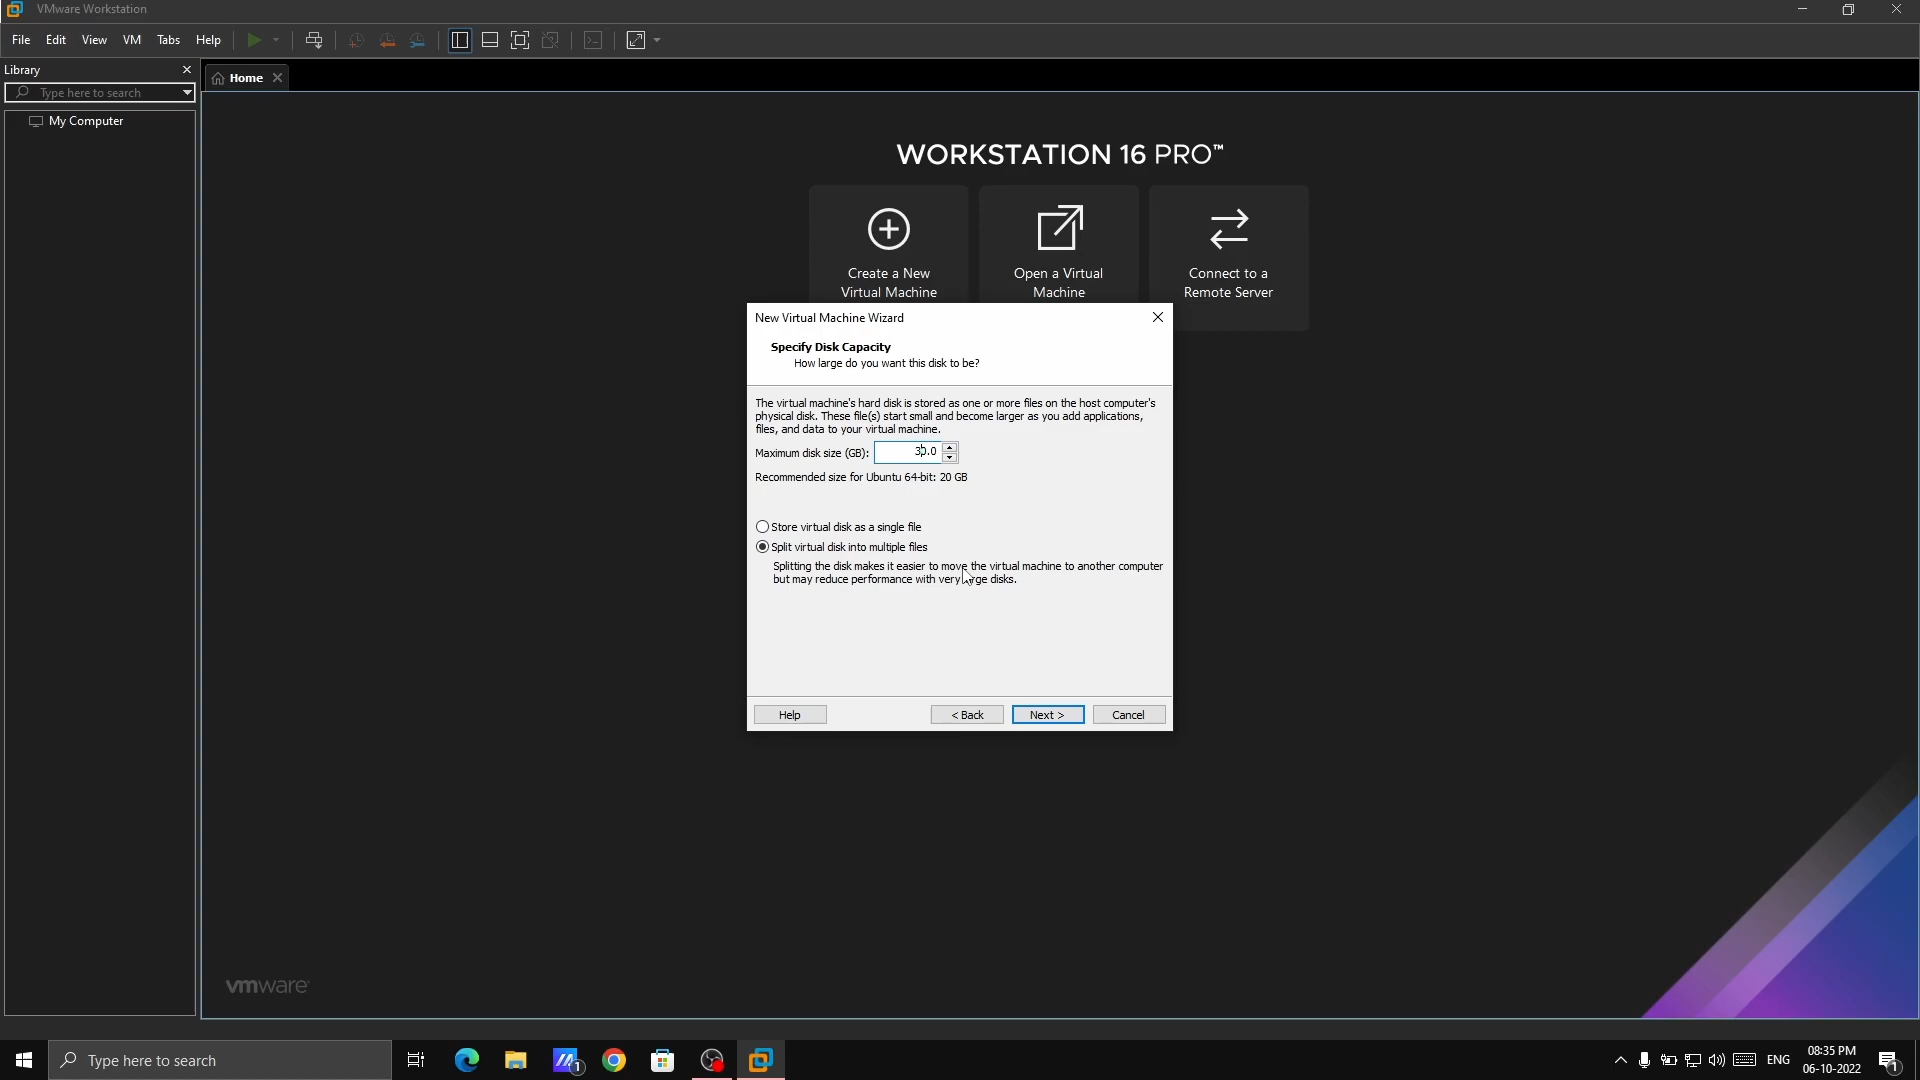 VMware Workstation
File Edit View VM Tabs Help
Library
Type here to search
My Computer
Home
WORKSTATION 16 PRO™
Create a New
Virtual Machine
Open a Virtual
Machine
Connect to a
Remote Server
New Virtual Machine Wizard
Specify Disk Capacity
How large do you want this disk to be?
The virtual machine's hard disk is stored as one or more files on the host computer's
physical disk. These file(s) start small and become larger as you add applications,
files, and data to your virtual machine.
Maximum disk size (GB): 30.0
Recommended size for Ubuntu 64-bit: 20 GB
Store virtual disk as a single file
Split virtual disk into multiple files
Splitting the disk makes it easier to move the virtual machine to another computer
but may reduce performance with very large disks.
Help < Back Next > Cancel
vmware
Type here to search
1
ENG
08:35 PM
06-10-2022
1